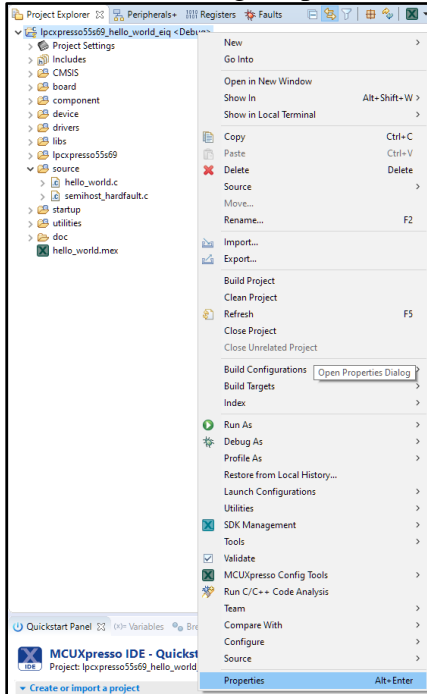 Project Explorer Peripherals+ Registers Faults
lpcxpresso55s69_hello_world_eiq <Debug>
Project Settings
Includes
CMSIS
board
component
device
drivers
libs
lpcxpresso55s69
source
hello_world.c
semihost_hardfault.c
startup
utilities
doc
hello_world.mex
New
Go Into
Open in New Window
Show In Alt+Shift+W >
Show in Local Terminal
Copy Ctrl+C
Paste Ctrl+V
Delete Delete
Source
Move...
Rename... F2
Import...
Export...
Build Project
Clean Project
Refresh F5
Close Project
Close Unrelated Project
Build Configurations
Open Properties Dialog
Build Targets
Index
Run As
Debug As
Profile As
Restore from Local History...
Launch Configurations
Utilities
SDK Management
Tools
Validate
MCUXpresso Config Tools
Run C/C++ Code Analysis
Team
Compare With
Configure
Source
Properties Alt+Enter
Quickstart Panel (x)= Variables Bre
IDE
MCUXpresso IDE - Quickst
Project: lpcxpresso55s69_hello_world_
Create or import a project